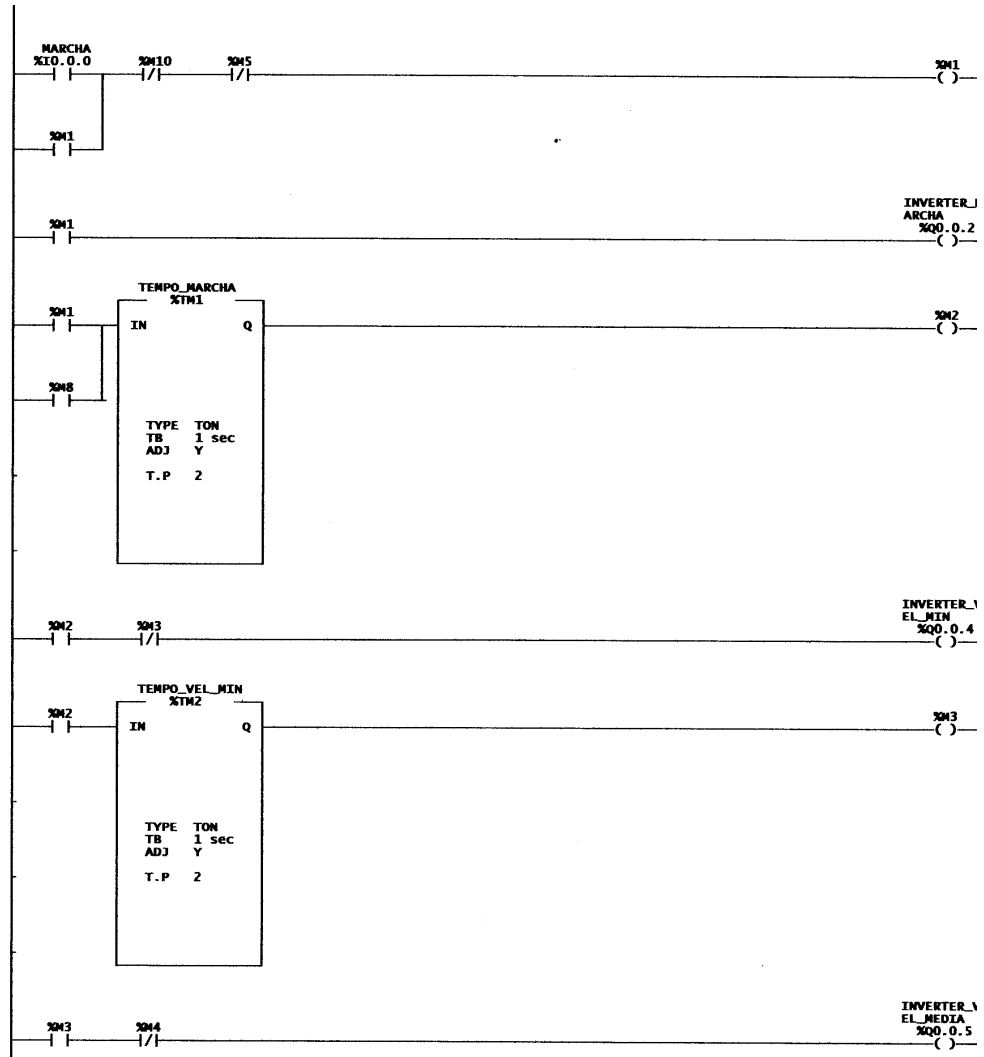 MARCHA
%I0.0.0 %M10 %M5 %M1
%M1
INVERTER_
ARCHA
%M1 %Q0.0.2
TEMPO_MARCHA
%TM1
%M1 IN Q %M2
%M8
TYPE TON
TB 1 sec
ADJ Y
T.P 2
INVERTER_V
EL_MIN
%M2 %M3 %Q0.0.4
TEMPO_VEL_MIN
%TM2
%M2 IN Q %M3
TYPE TON
TB 1 sec
ADJ Y
T.P 2
INVERTER_V
EL_MEDIA
%M3 %M4 %Q0.0.5